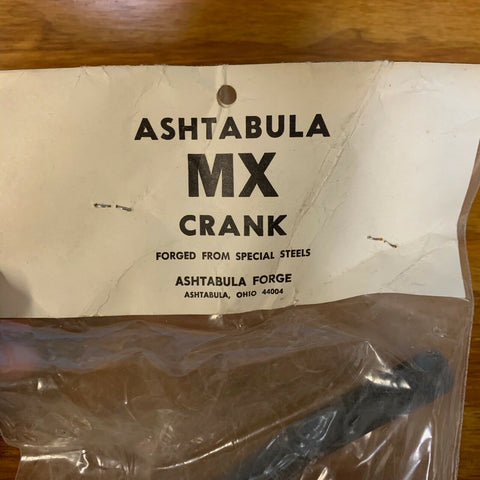 ASHTABULA
MX
CRANK
FORGED FROM SPECIAL STEELS
ASHTABULA FORGE
ASHTABULA, OHIO 44004